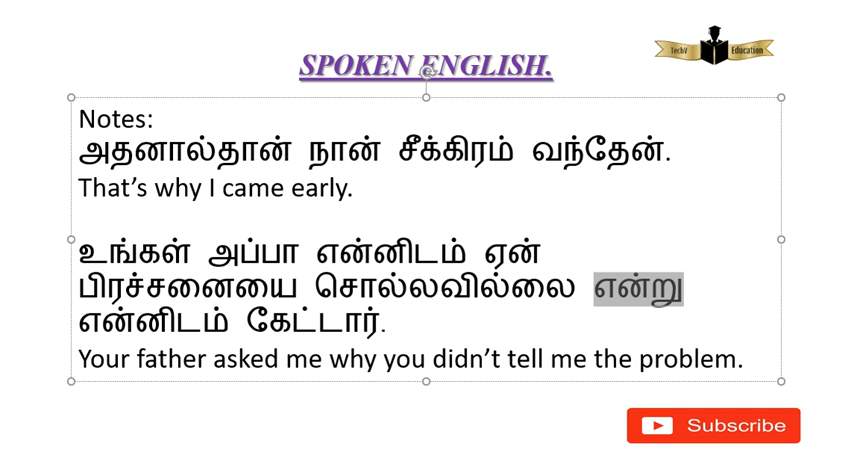 TechY Education
SPOKEN ENGLISH.
Notes:
அதனால்தான் நான் சீக்கிரம் வந்தேன்.
That's why I came early.
உங்கள் அப்பா என்னிடம் ஏன்
பிரச்சனையை சொல்லவில்லை என்று
என்னிடம் கேட்டார்.
Your father asked me why you didn't tell me the problem.
Subscribe